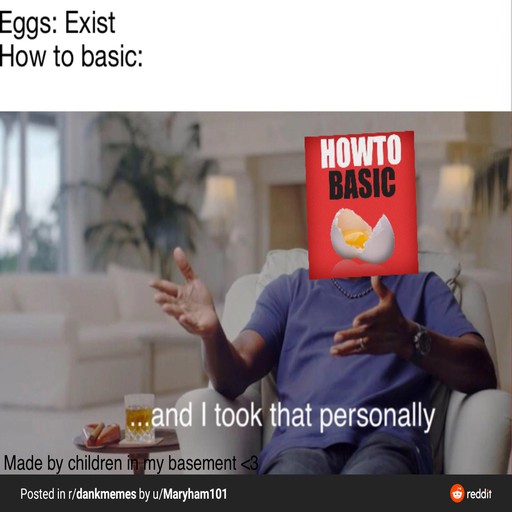 Eggs: Exist
How to basic:
HOWTO
BASIC
...and I took that personally
Made by children in my basement <3
Posted in r/dankmemes by u/Maryham101
reddit